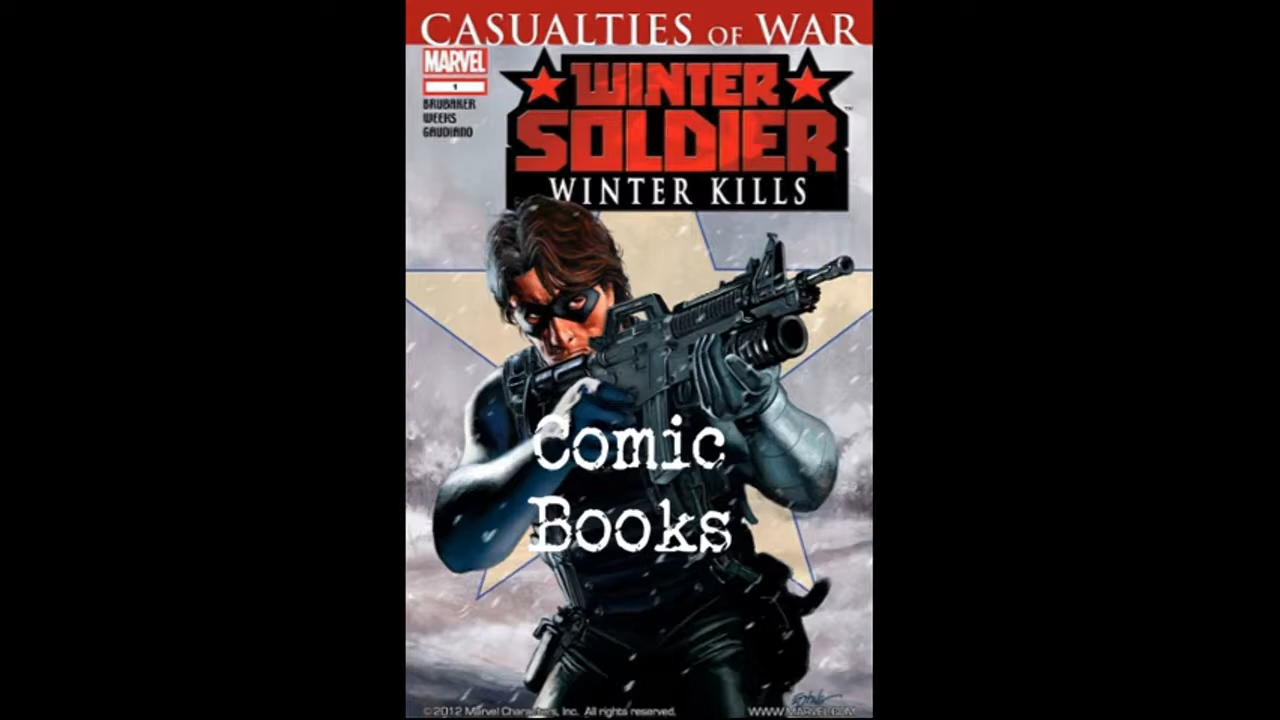 CASUALTIES OF WAR
MARVEL
1
BRUBAKER
WEEKS
GAUDIANO
WINTER
SOLDIER
™
WINTER KILLS
Comic
Books
©2012 Marvel Characters, Inc. All rights reserved.
WWW.MARVEL.COM